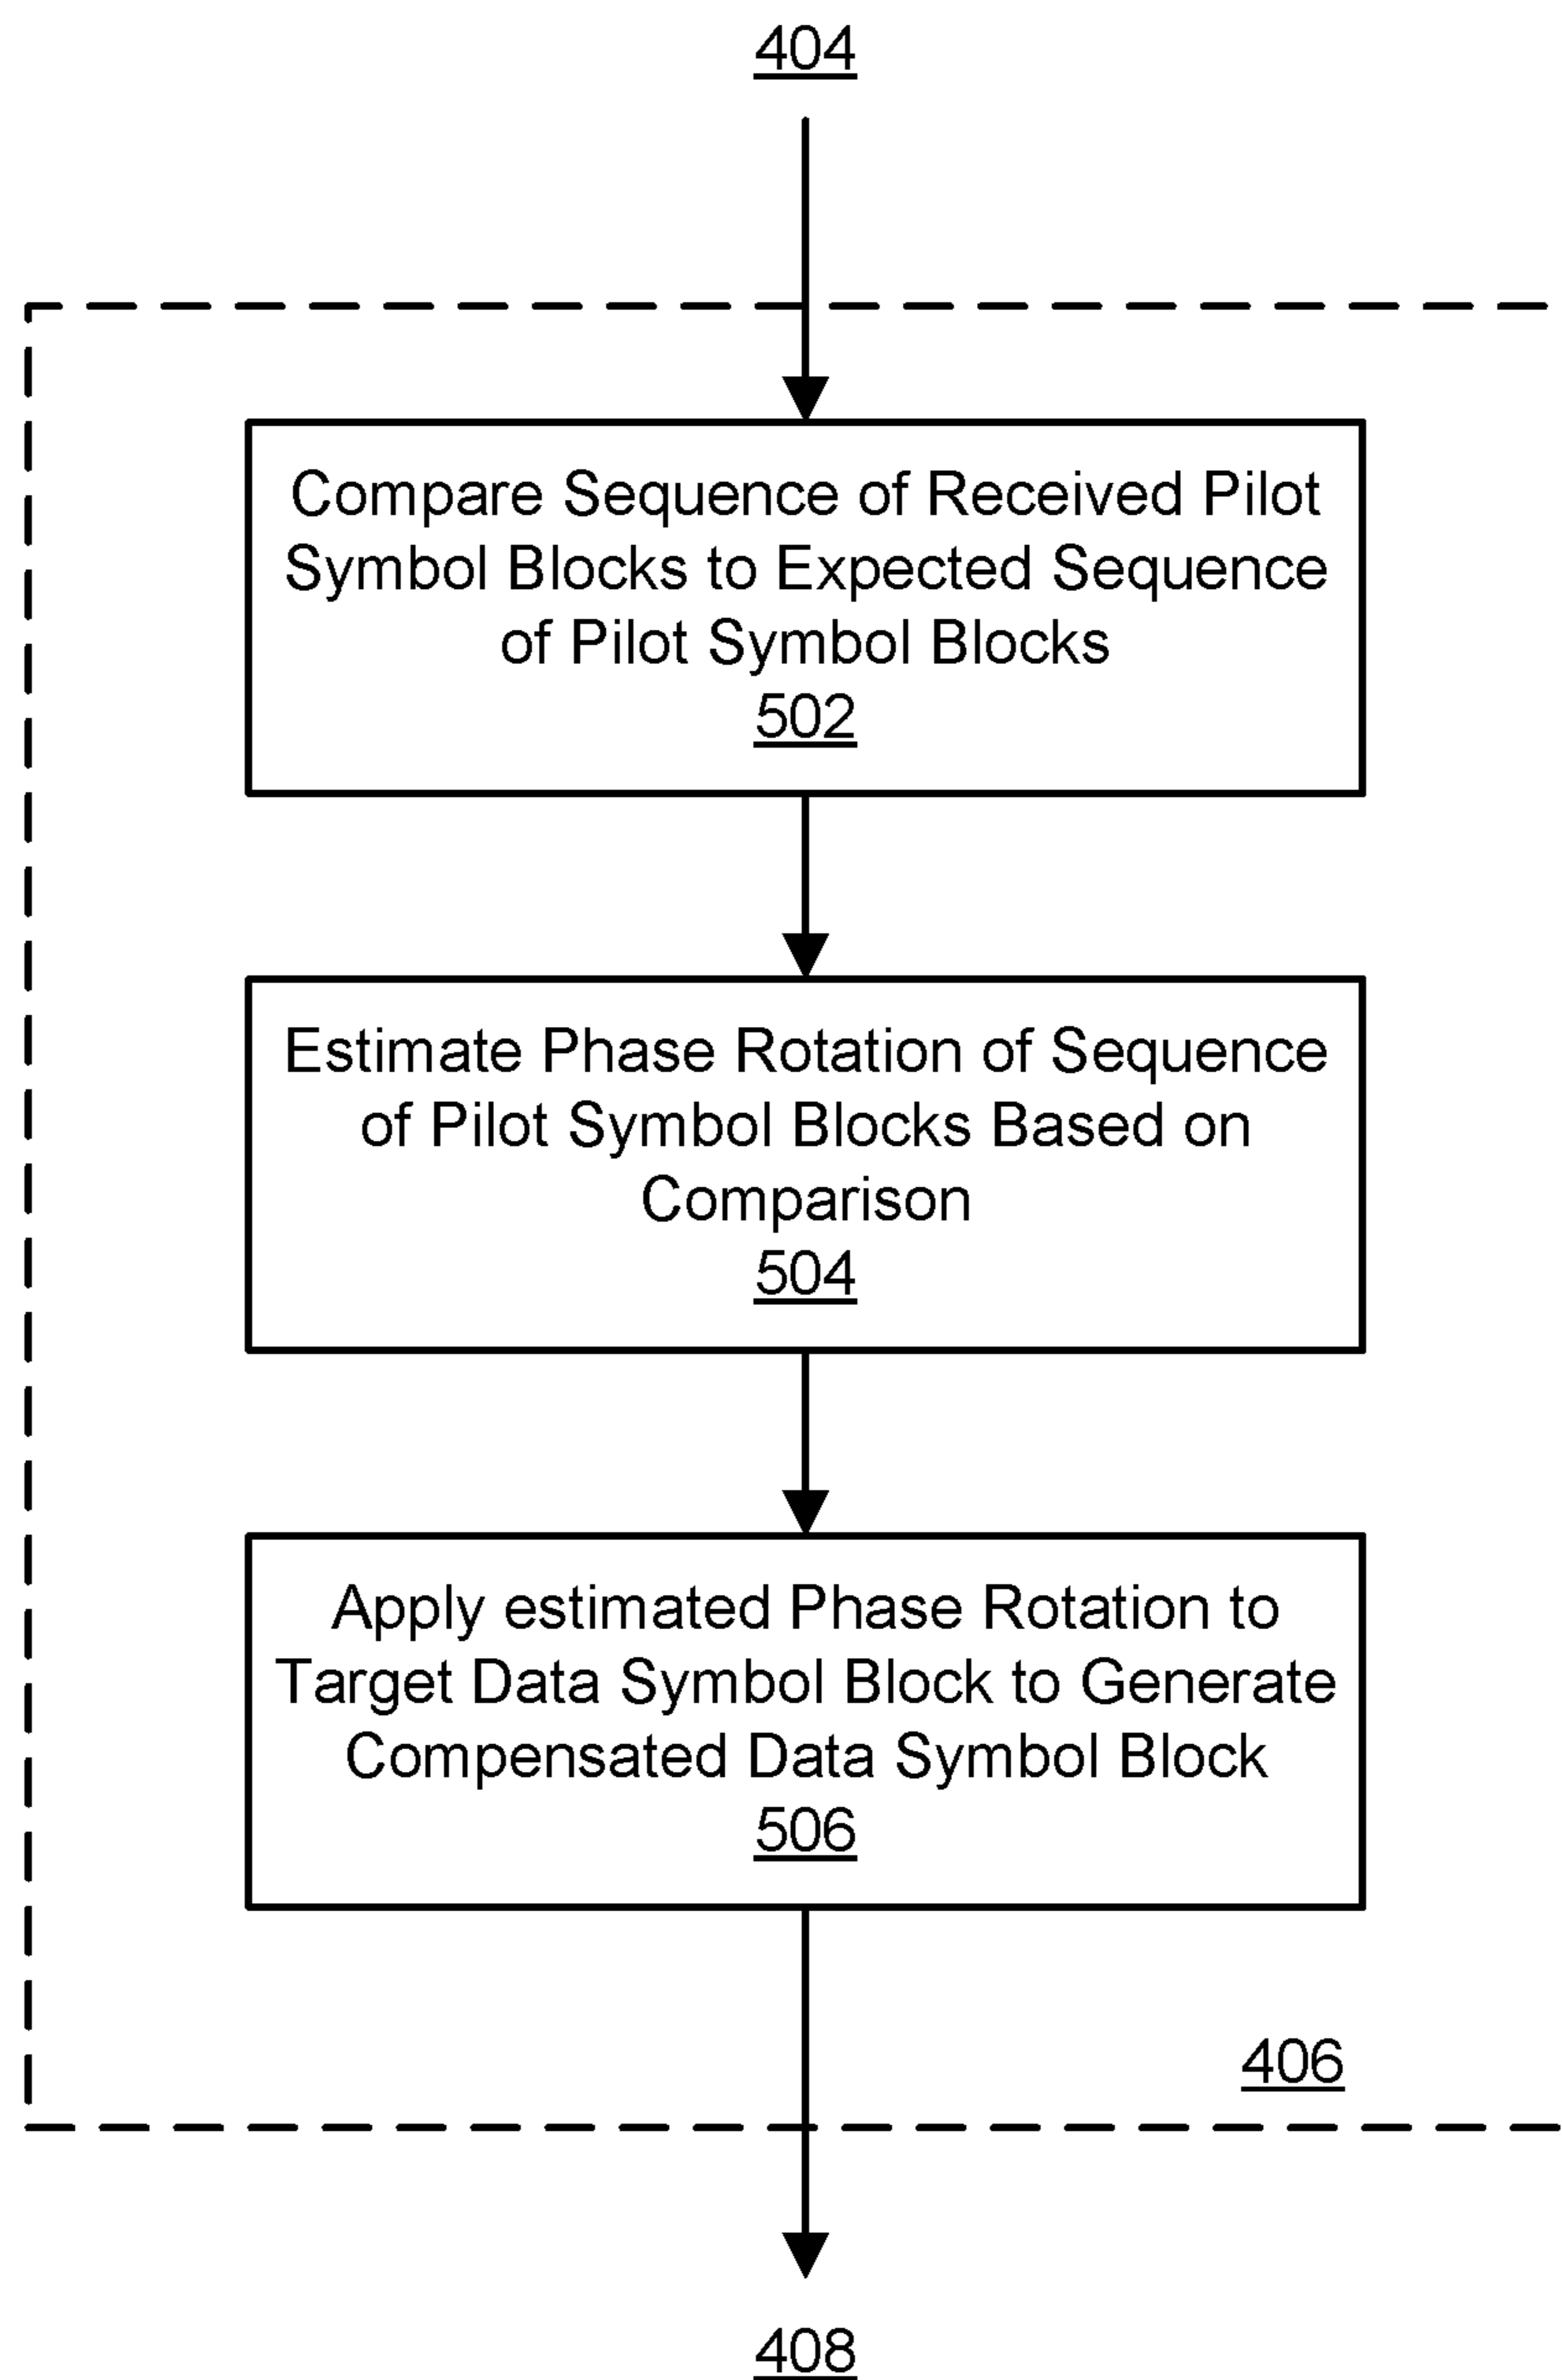 404
Compare Sequence of Received Pilot
Symbol Blocks to Expected Sequence
of Pilot Symbol Blocks
502
Estimate Phase Rotation of Sequence
of Pilot Symbol Blocks Based on
Comparison
504
Apply estimated Phase Rotation to
Target Data Symbol Block to Generate
Compensated Data Symbol Block
506
406
408